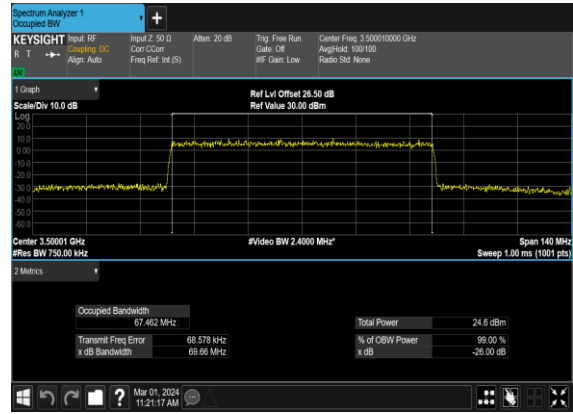 Spectrum Analyzer 1
Occupied BW
+
KEYSIGHT Input: RF Input Z: 50 Ω Atten: 20 dB Trig: Free Run Center Freq: 3.500010000 GHz
R T Coupling: DC Corr CCorr Gate: Off Avg|Hold: 100/100
Align: Auto Freq Ref: Int (S) #IF Gain: Low Radio Std: None
LXI
1 Graph
Scale/Div 10.0 dB Ref Lvl Offset 26.50 dB
Ref Value 30.00 dBm
Log
20.0
10.0
0.00
-10.0
-20.0
-30.0
-40.0
-50.0
-60.0
Center 3.50001 GHz #Video BW 2.4000 MHz* Span 140 MHz
#Res BW 750.00 kHz Sweep 1.00 ms (1001 pts)
2 Metrics
Occupied Bandwidth
67.462 MHz Total Power 24.6 dBm
Transmit Freq Error 68.578 kHz % of OBW Power 99.00 %
x dB Bandwidth 69.66 MHz x dB -26.00 dB
? Mar 01, 2024
11:21:17 AM